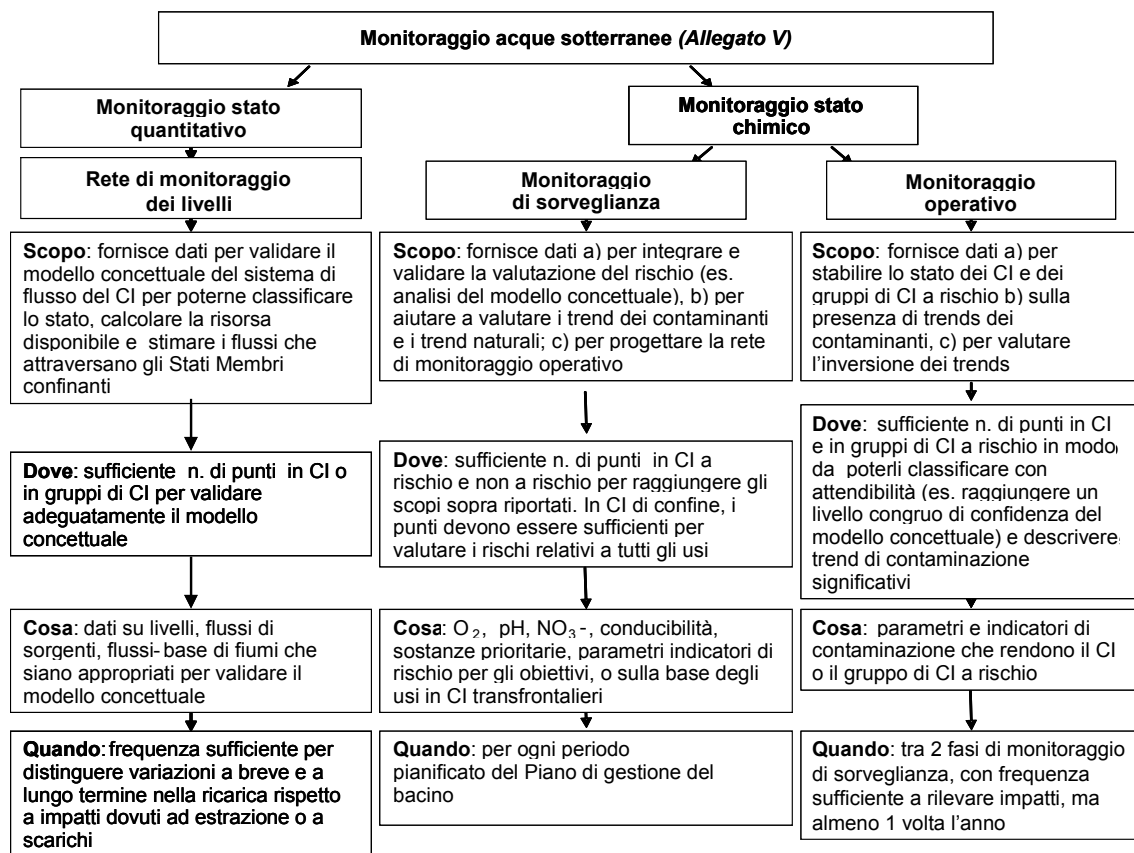 Monitoraggio acque sotterranee (Allegato V)
Monitoraggio stato
quantitativo
Monitoraggio stato
chimico
Rete di monitoraggio
dei livelli
Monitoraggio
di sorveglianza
Monitoraggio
operativo
Scopo: fornisce dati per validare il
modello concettuale del sistema di
flusso del CI per poterne classificare
lo stato, calcolare la risorsa
disponibile e stimare i flussi che
attraversano gli Stati Membri
confinanti
Scopo: fornisce dati a) per integrare e
validare la valutazione del rischio (es.
analisi del modello concettuale), b) per
aiutare a valutare i trend dei contaminanti
e i trend naturali; c) per progettare la rete
di monitoraggio operativo
Scopo: fornisce dati a) per
stabilire lo stato dei CI e dei
gruppi di CI a rischio b) sulla
presenza di trends dei
contaminanti, c) per valutare
l'inversione dei trends
Dove: sufficiente n. di punti in CI o
in gruppi di CI per validare
adeguatamente il modello
concettuale
Dove: sufficiente n. di punti in CI a
rischio e non a rischio per raggiungere gli
scopi sopra riportati. In CI di confine, i
punti devono essere sufficienti per
valutare i rischi relativi a tutti gli usi
Dove: sufficiente n. di punti in CI
e in gruppi di CI a rischio in modo
da poterli classificare con
attendibilità (es. raggiungere un
livello congruo di confidenza del
modello concettuale) e descrivere
trend di contaminazione
significativi
Cosa: dati su livelli, flussi di
sorgenti, flussi-base di fiumi che
siano appropriati per validare il
modello concettuale
Cosa: O₂, pH, NO₃-, conducibilità,
sostanze prioritarie, parametri indicatori di
rischio per gli obiettivi, o sulla base degli
usi in CI transfrontalieri
Cosa: parametri e indicatori di
contaminazione che rendono il CI
o il gruppo di CI a rischio
Quando: frequenza sufficiente per
distinguere variazioni a breve e a
lungo termine nella ricarica rispetto
a impatti dovuti ad estrazione o a
scarichi
Quando: per ogni periodo
pianificato del Piano di gestione del
bacino
Quando: tra 2 fasi di monitoraggio
di sorveglianza, con frequenza
sufficiente a rilevare impatti, ma
almeno 1 volta l'anno